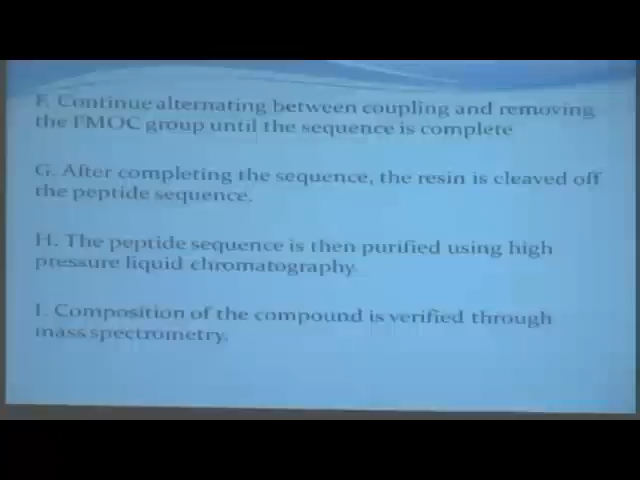 F. Continue alternating between coupling and removing
the FMOC group until the sequence is complete
G. After completing the sequence, the resin is cleaved off
the peptide sequence.
H. The peptide sequence is then purified using high
pressure liquid chromatography.
I. Composition of the compound is verified through
mass spectrometry.